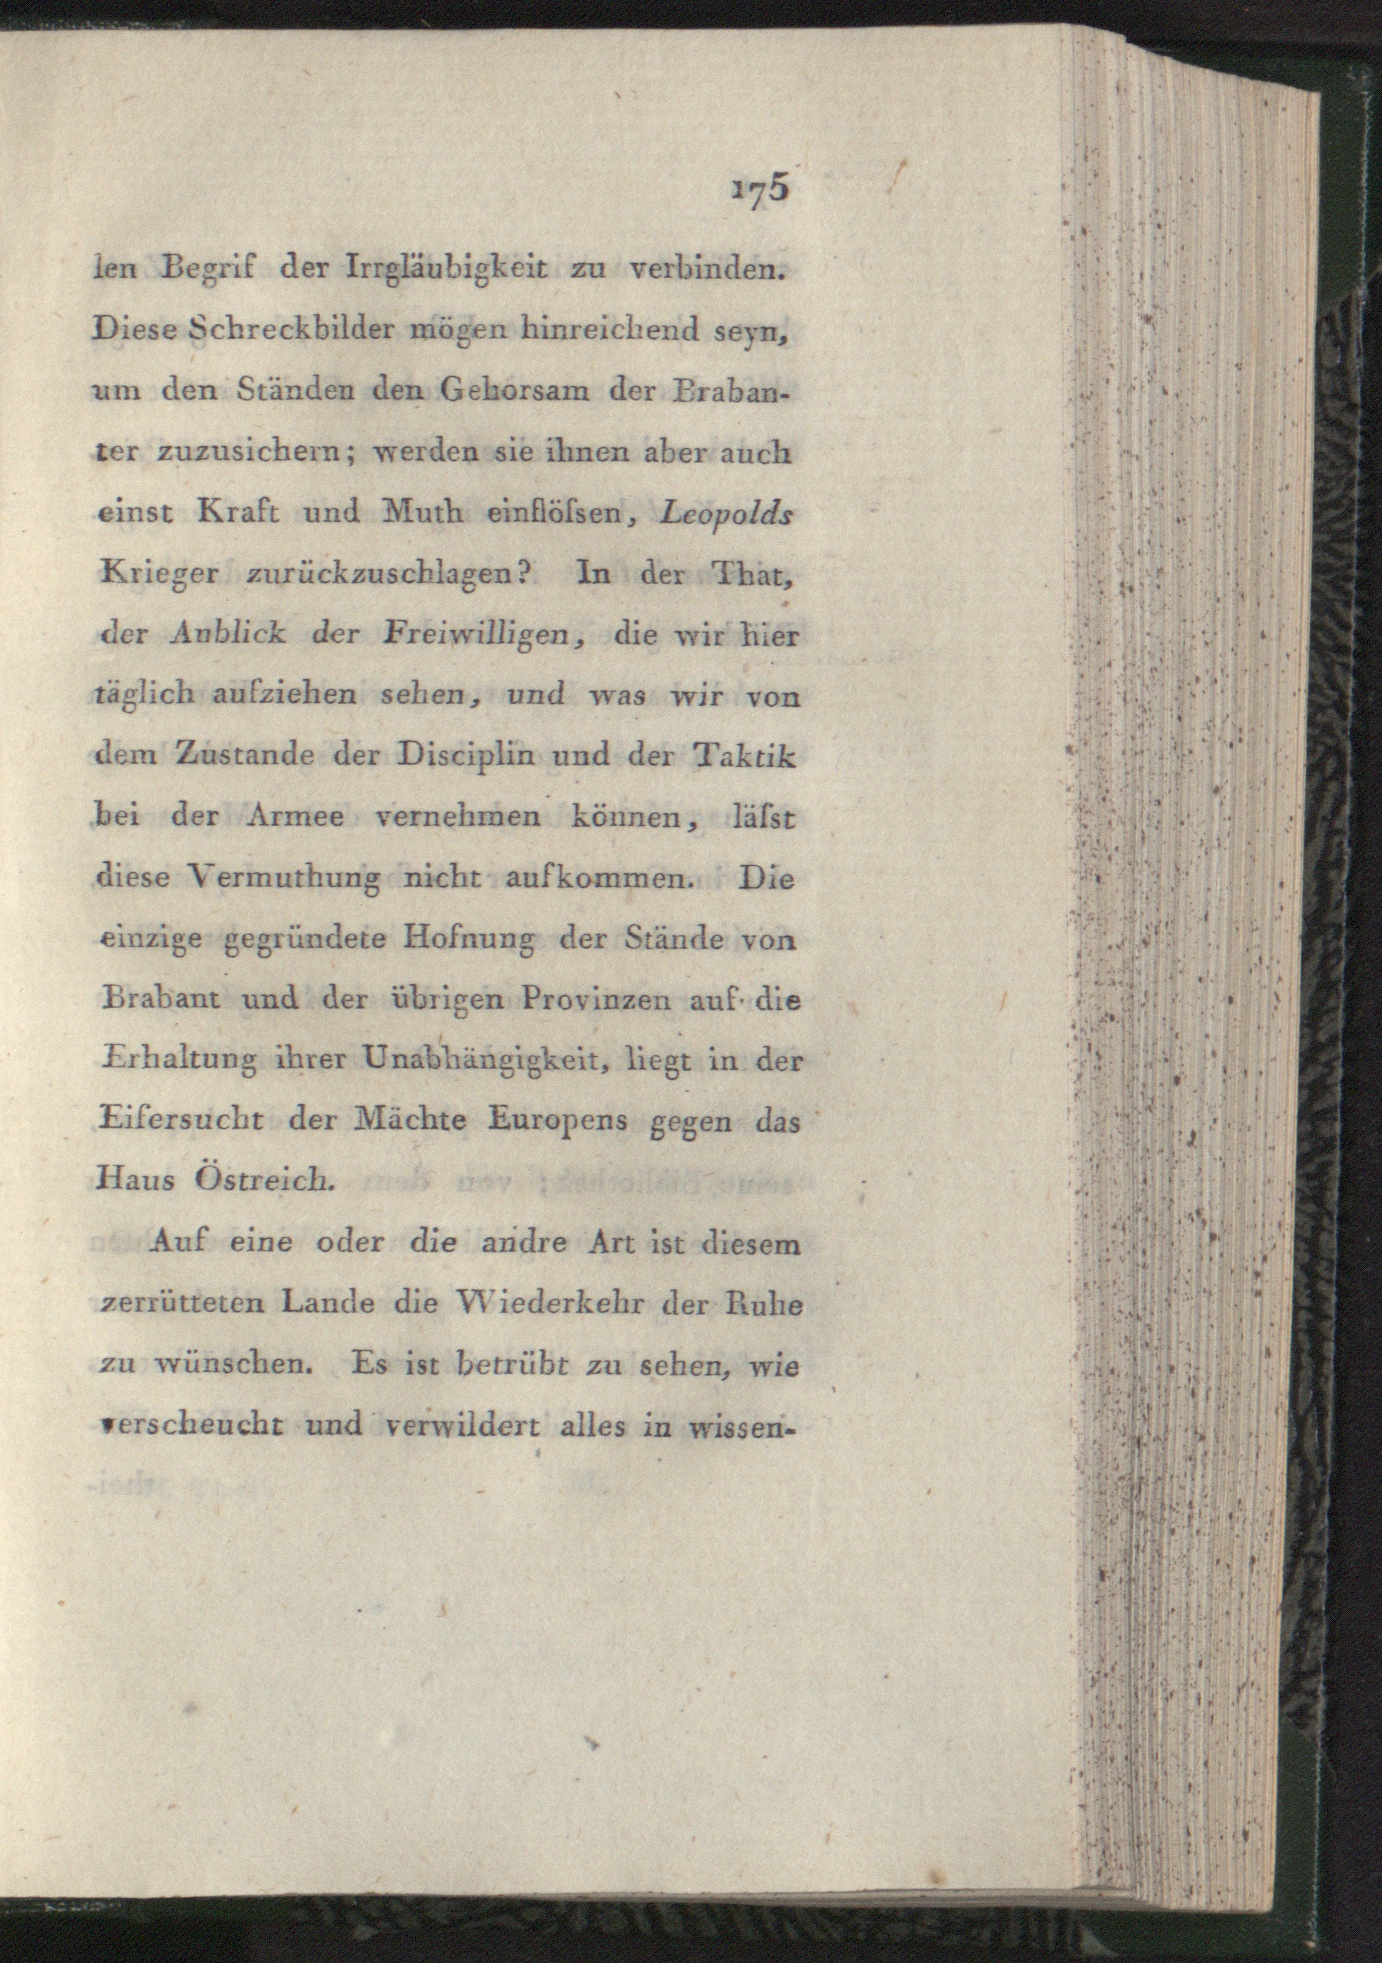 175
len Begrif der Irrgläubigkeit zu verbinden.
Diese Schreckbilder mögen hinreichend seyn,
um den Ständen den Gehorsam der Braban-
ter zuzusichern; werden sie ihnen aber auch
einst Kraft und Muth einflöſsen, Leopolds
Krieger zurückzuschlagen? In der That,
der Anblick der Freiwilligen, die wir hier
täglich aufziehen sehen, und was wir von
dem Zustande der Disciplin und der Taktik
bei der Armee vernehmen können, läſst
diese Vermuthung nicht aufkommen. Die
einzige gegründete Hofnung der Stände von
Brabant und der übrigen Provinzen auf die
Erhaltung ihrer Unabhängigkeit, liegt in der
Eifersucht der Mächte Europens gegen das
Haus Östreich.
Auf eine oder die andre Art ist diesem
zerrütteten Lande die Wiederkehr der Ruhe
zu wünschen. Es ist betrübt zu sehen, wie
verscheucht und verwildert alles in wissen-